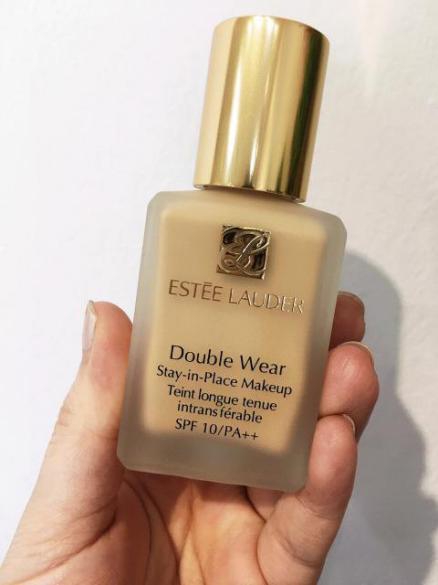 ESTĒE LAUDER
Double Wear
Stay-in-Place Makeup
Teint longue tenue
intransférable
SPF 10/PA++